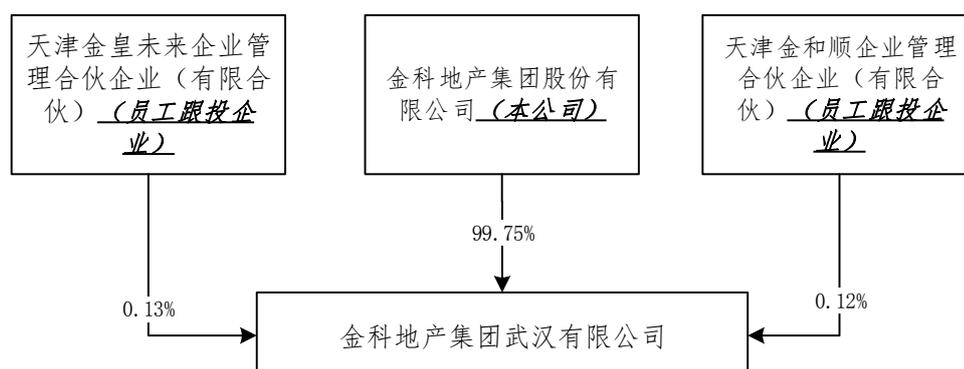 天津金皇未来企业管
理合伙企业（有限合
伙）（员工跟投企
业）
金科地产集团股份有
限公司（本公司）
天津金和顺企业管理
合伙企业（有限合
伙）（员工跟投企
业）
99.75%
0.13%
0.12%
金科地产集团武汉有限公司